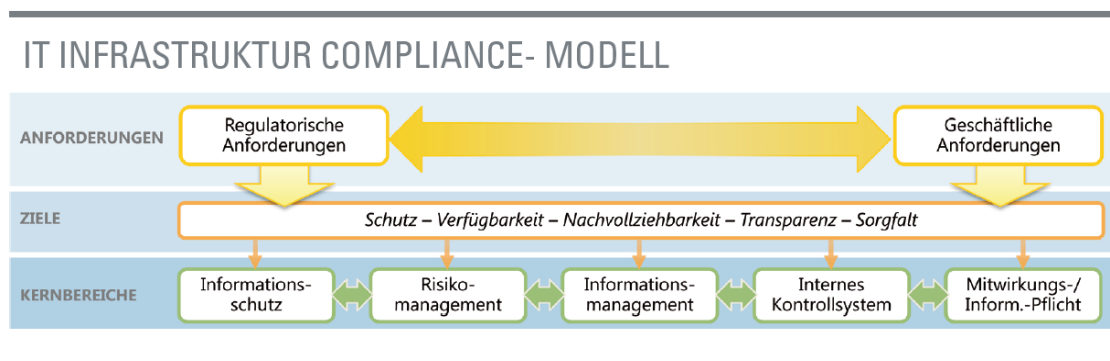 IT INFRASTRUKTUR COMPLIANCE- MODELL
ANFORDERUNGEN
Regulatorische
Anforderungen
Geschäftliche
Anforderungen
ZIELE
Schutz – Verfügbarkeit – Nachvollziehbarkeit – Transparenz – Sorgfalt
KERNBEREICHE
Informations-
schutz
Risiko-
management
Informations-
management
Internes
Kontrollsystem
Mitwirkungs-/
Inform.-Pflicht